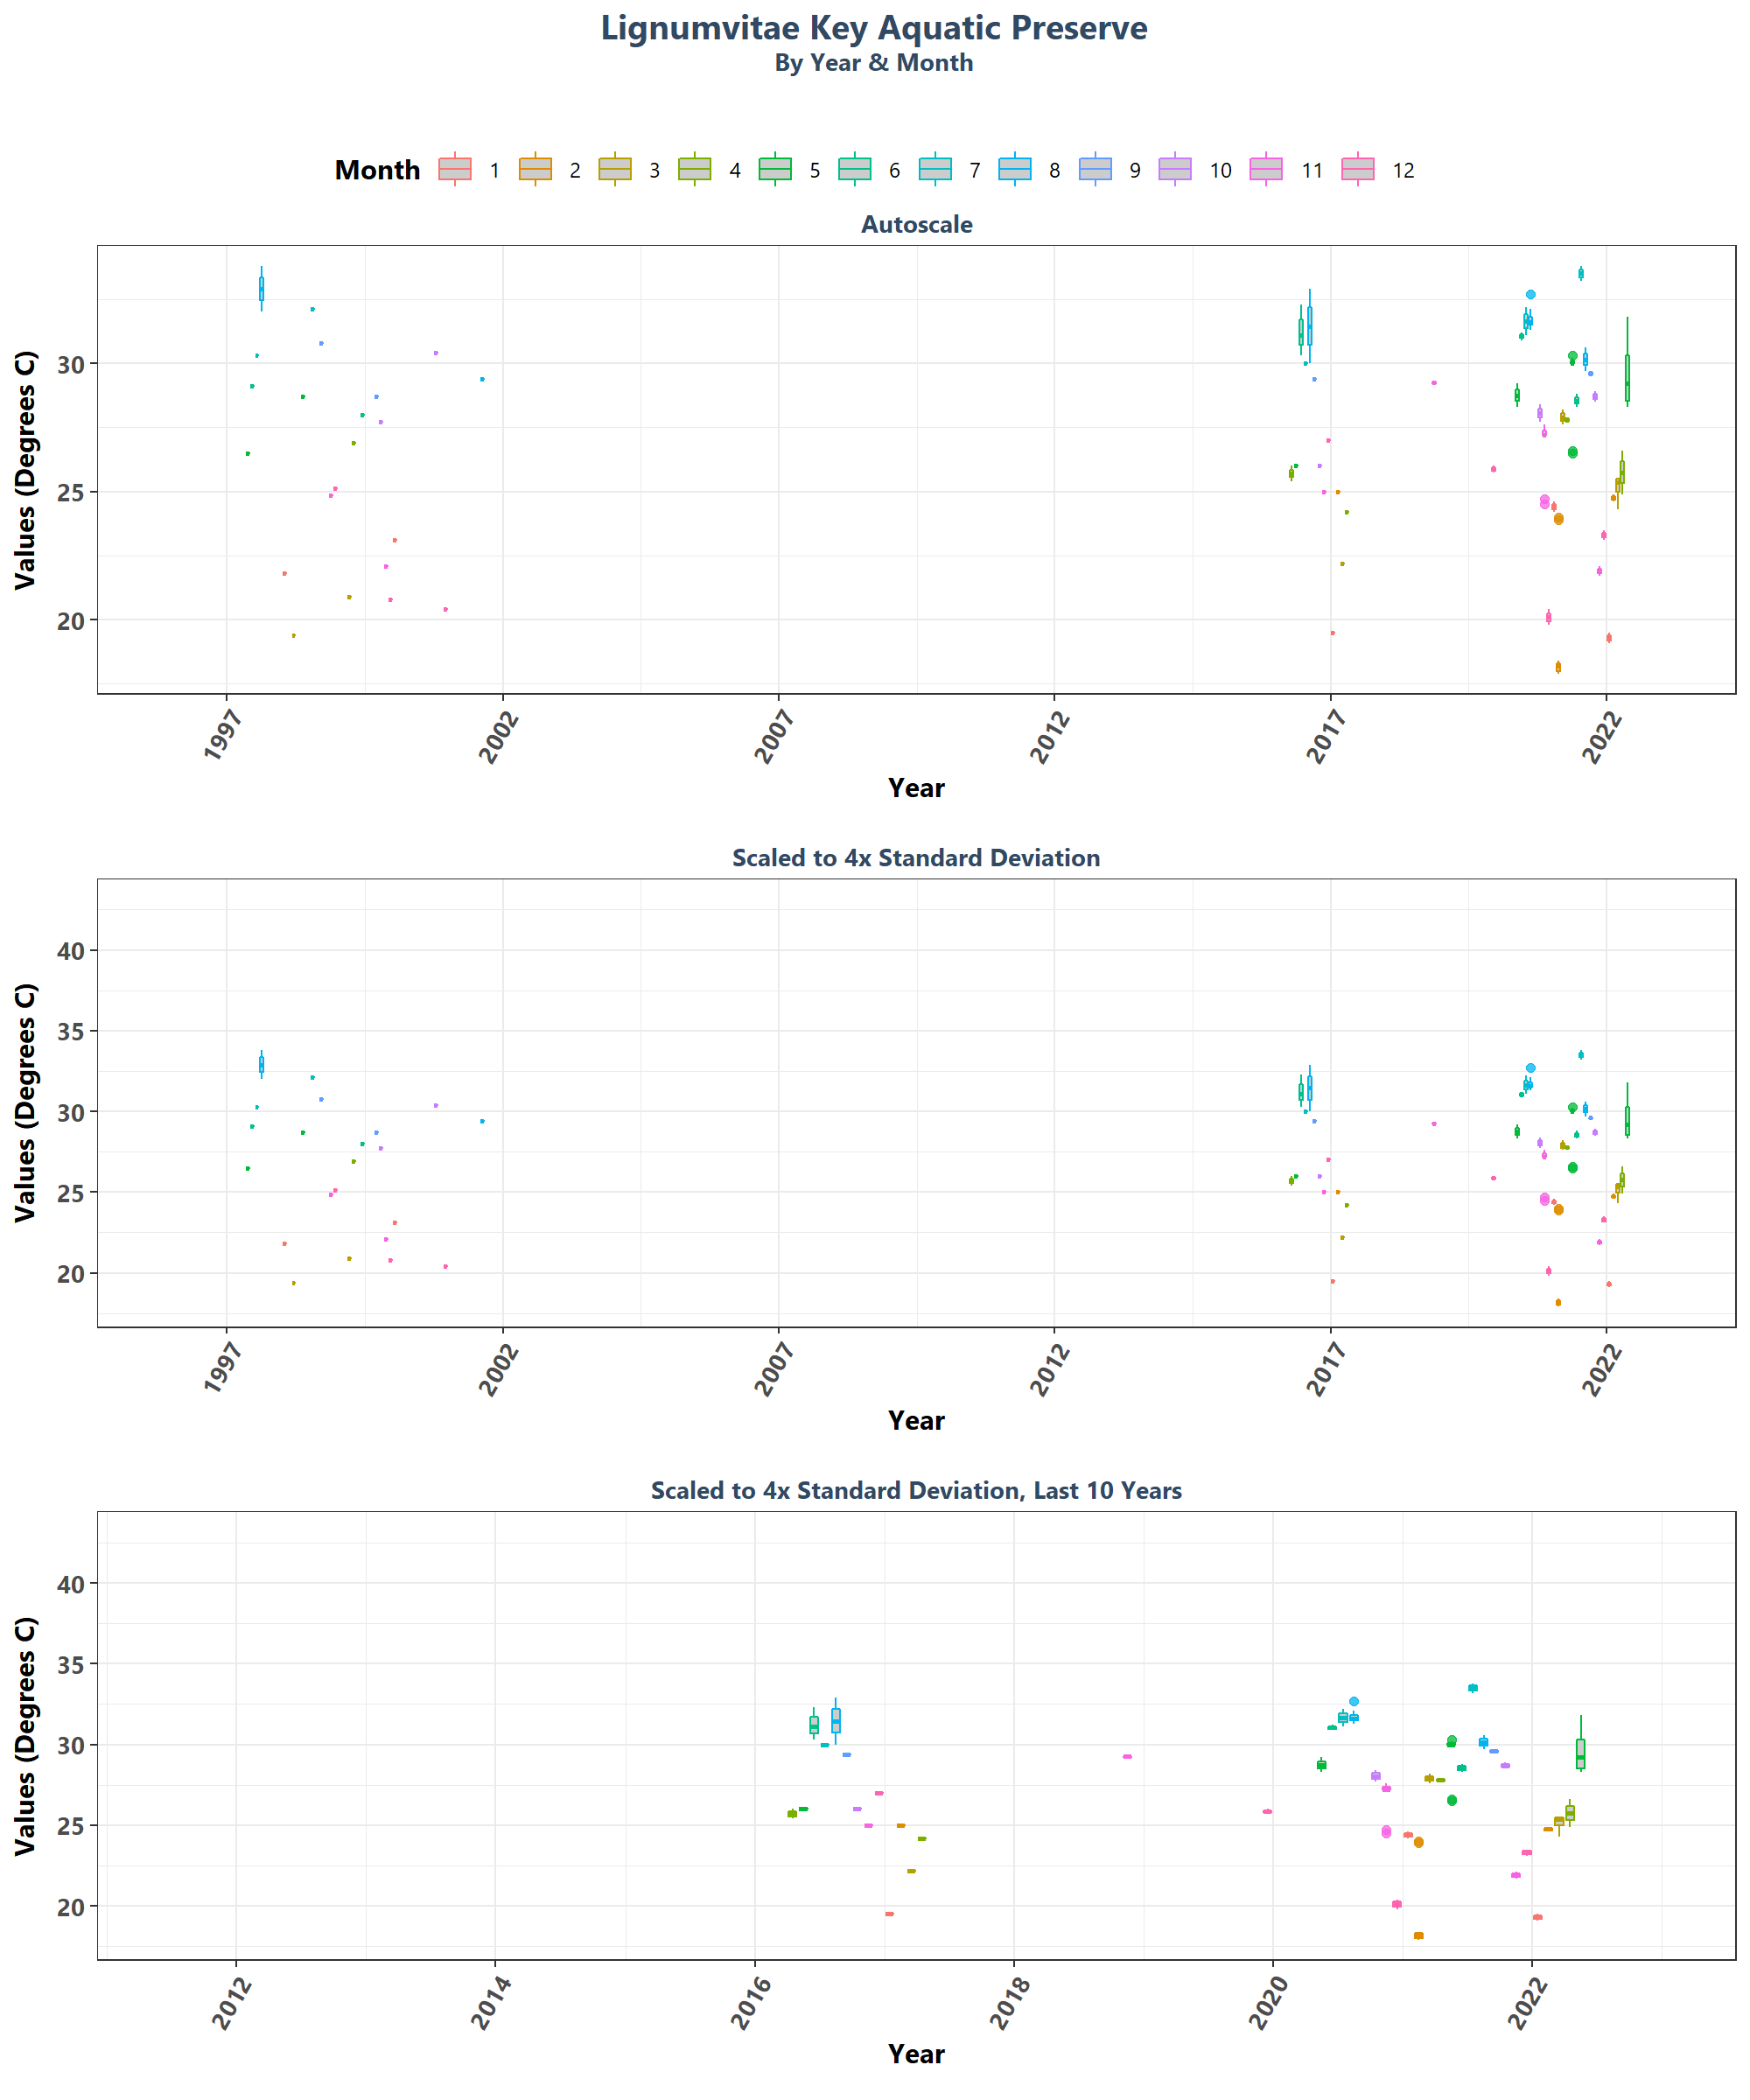 Lignumvitae Key Aquatic Preserve
By Year & Month
Month 1 2 3 4 5 6 7 8 9 10 11 12
Autoscale
Values (Degrees C)
30
25
20
1997 2002 2007 2012 2017 2022
Year
Scaled to 4x Standard Deviation
Values (Degrees C)
40
35
30
25
20
1997 2002 2007 2012 2017 2022
Year
Scaled to 4x Standard Deviation, Last 10 Years
Values (Degrees C)
40
35
30
25
20
2012 2014 2016 2018 2020 2022
Year